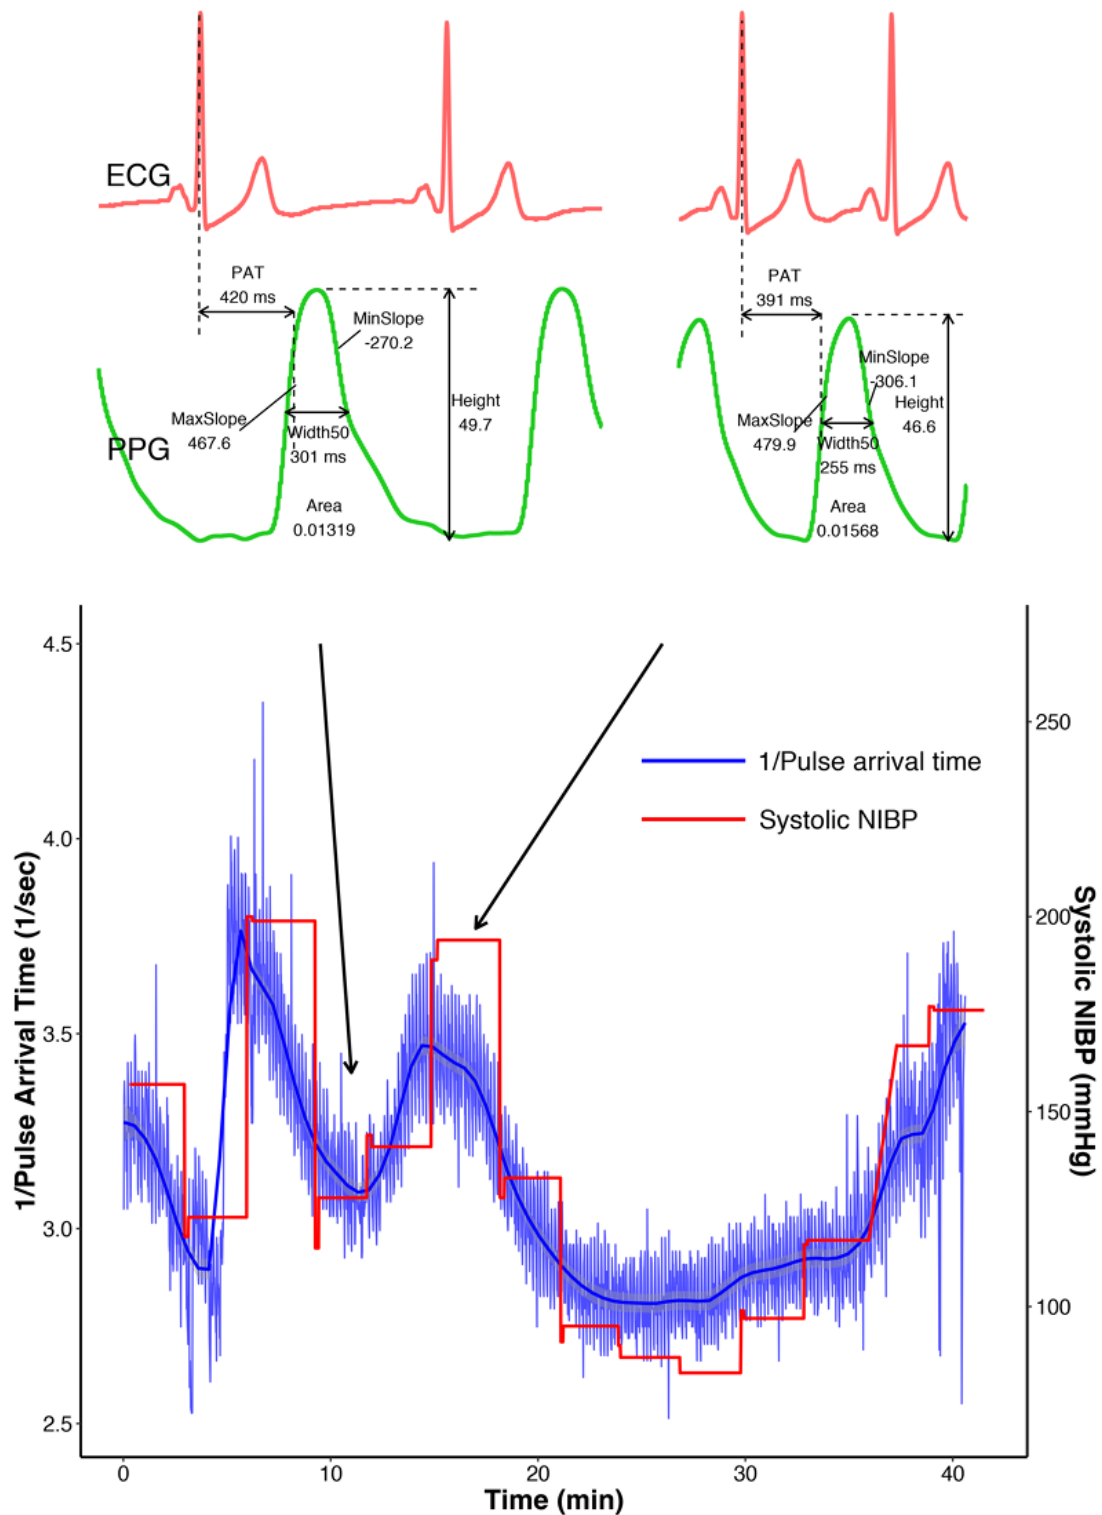 ECG
PAT
420 ms
MinSlope
-270.2
MaxSlope
467.6
PPG
Width50
301 ms
Height
49.7
Area
0.01319
PAT
391 ms
MinSlope
-306.1
MaxSlope
479.9
Height
46.6
Width50
255 ms
Area
0.01568
1/Pulse arrival time
Systolic NIBP
4.5
4.0
3.5
3.0
2.5
1/Pulse Arrival Time (1/sec)
250
200
150
100
Systolic NIBP (mmHg)
0
10
20
30
40
Time (min)